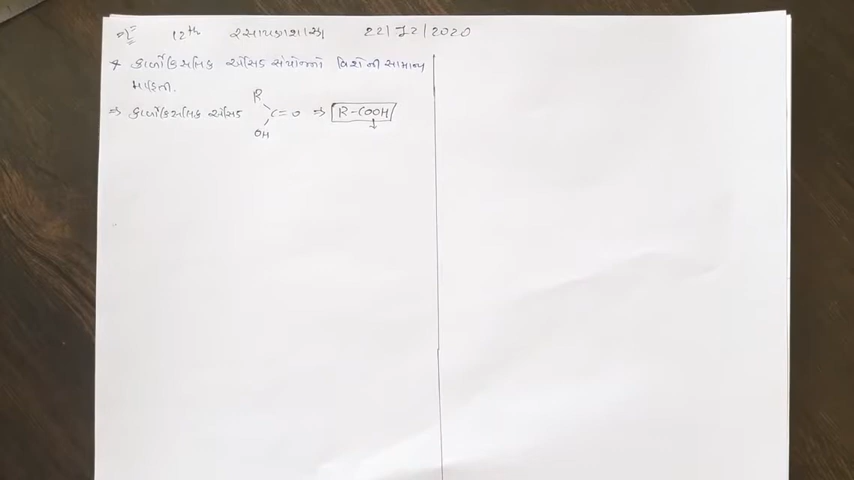 12th રસાયણશાસ્ત્ર 22/12/2020
* કાર્બોક્સિલિક એસિડ સંયોજનો વિશેની સામાન્ય
માહિતી.
⇒ કાર્બોક્સિલિક એસિડ R C=O OH ⇒ R-COOH